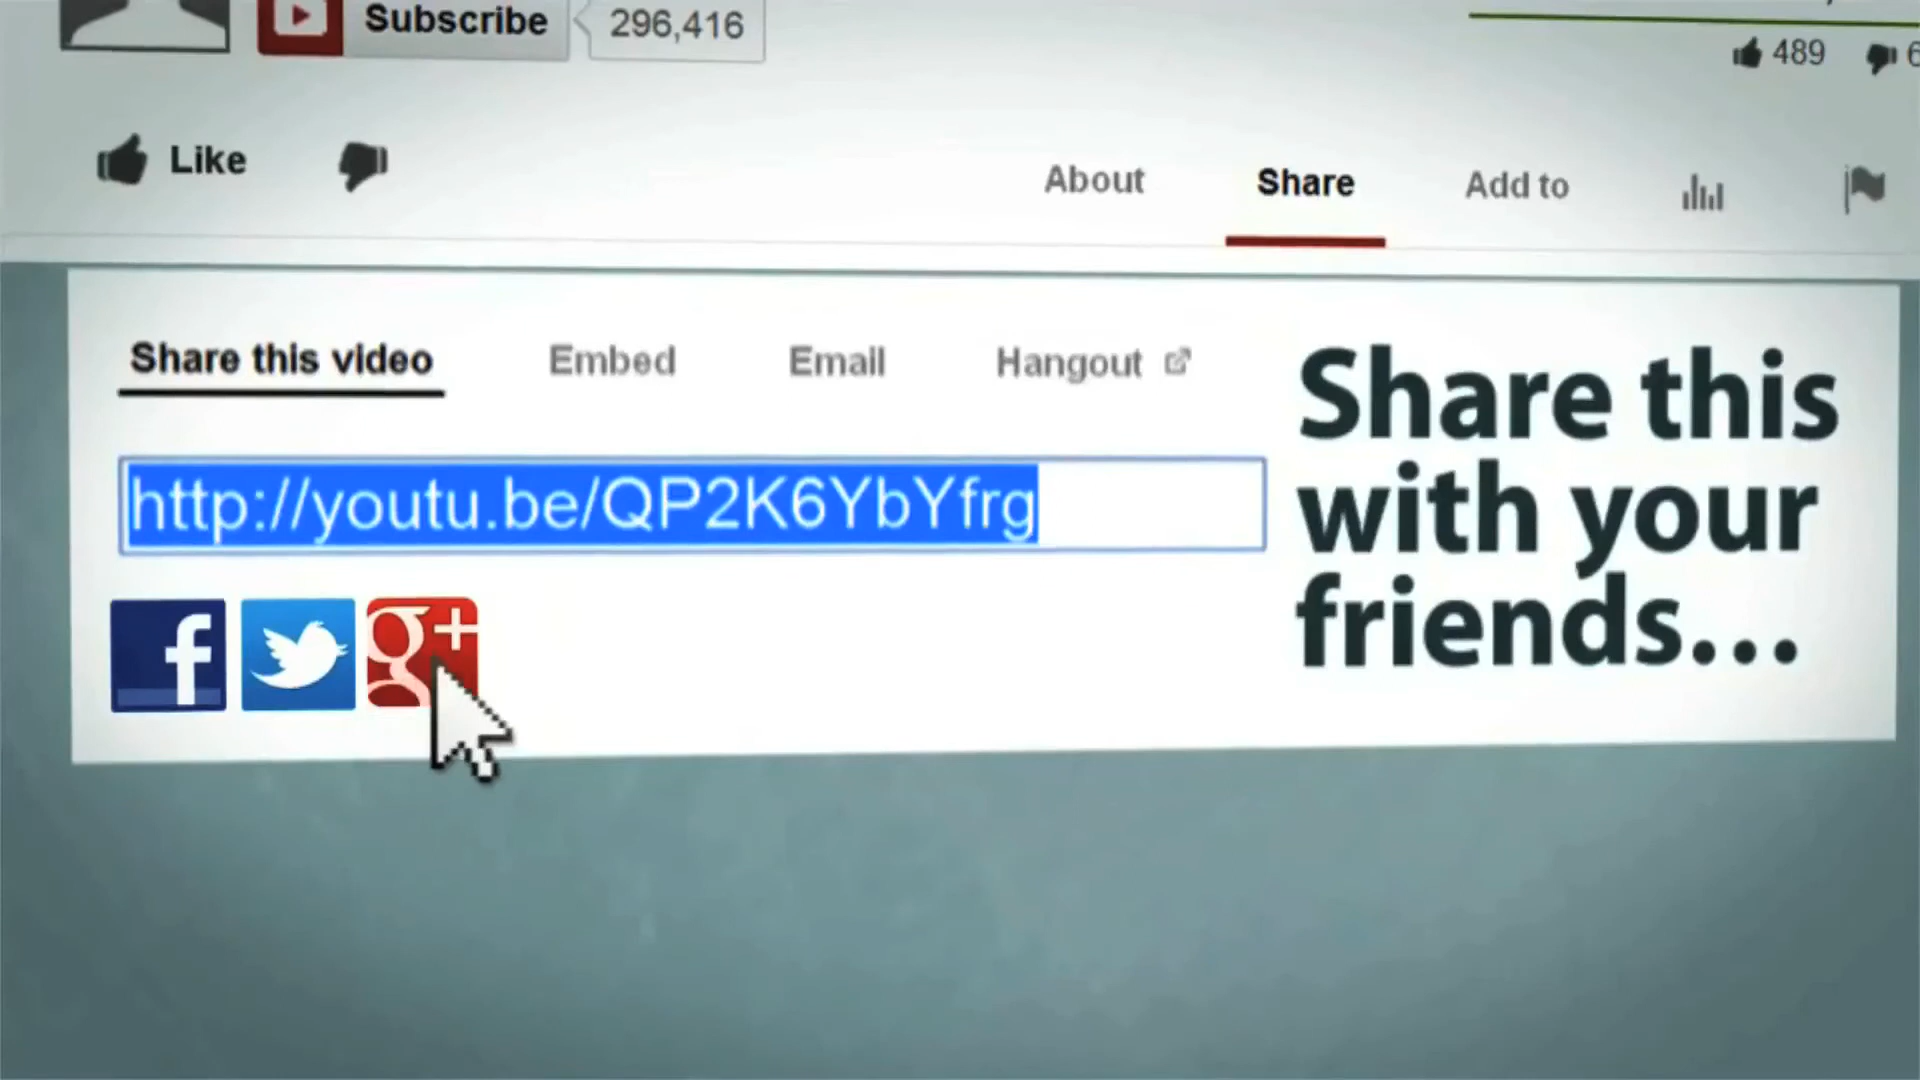 Subscribe 296,416
489 6
Like
About Share Add to
Share this video Embed Email Hangout
http://youtu.be/QP2K6YbYfrg
f g+
Share this
with your
friends...